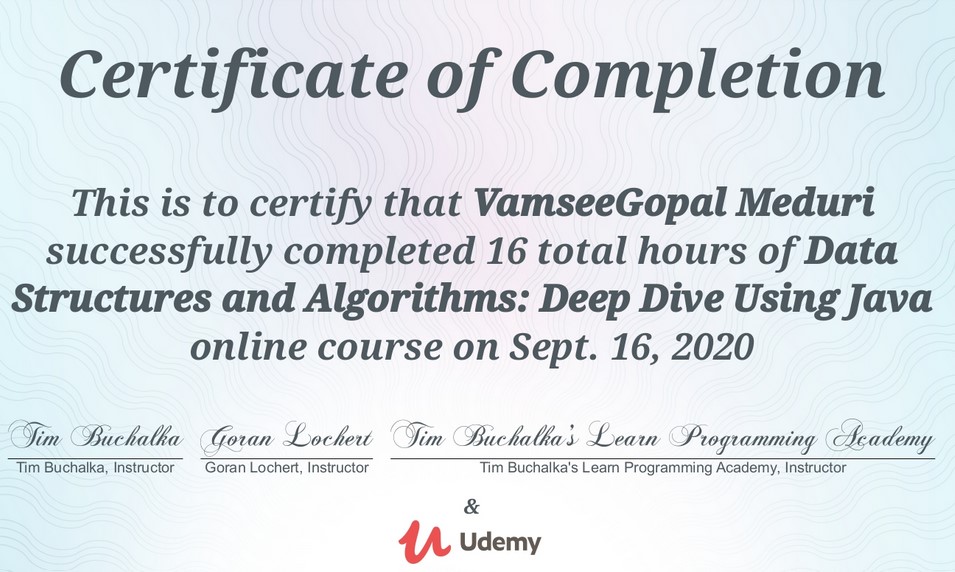 Certificate of Completion
This is to certify that VamseeGopal Meduri
successfully completed 16 total hours of Data
Structures and Algorithms: Deep Dive Using Java
online course on Sept. 16, 2020
Tim Buchalka Goran Lochert Tim Buchalka's Learn Programming Academy
Tim Buchalka, Instructor Goran Lochert, Instructor Tim Buchalka's Learn Programming Academy, Instructor
&
Udemy